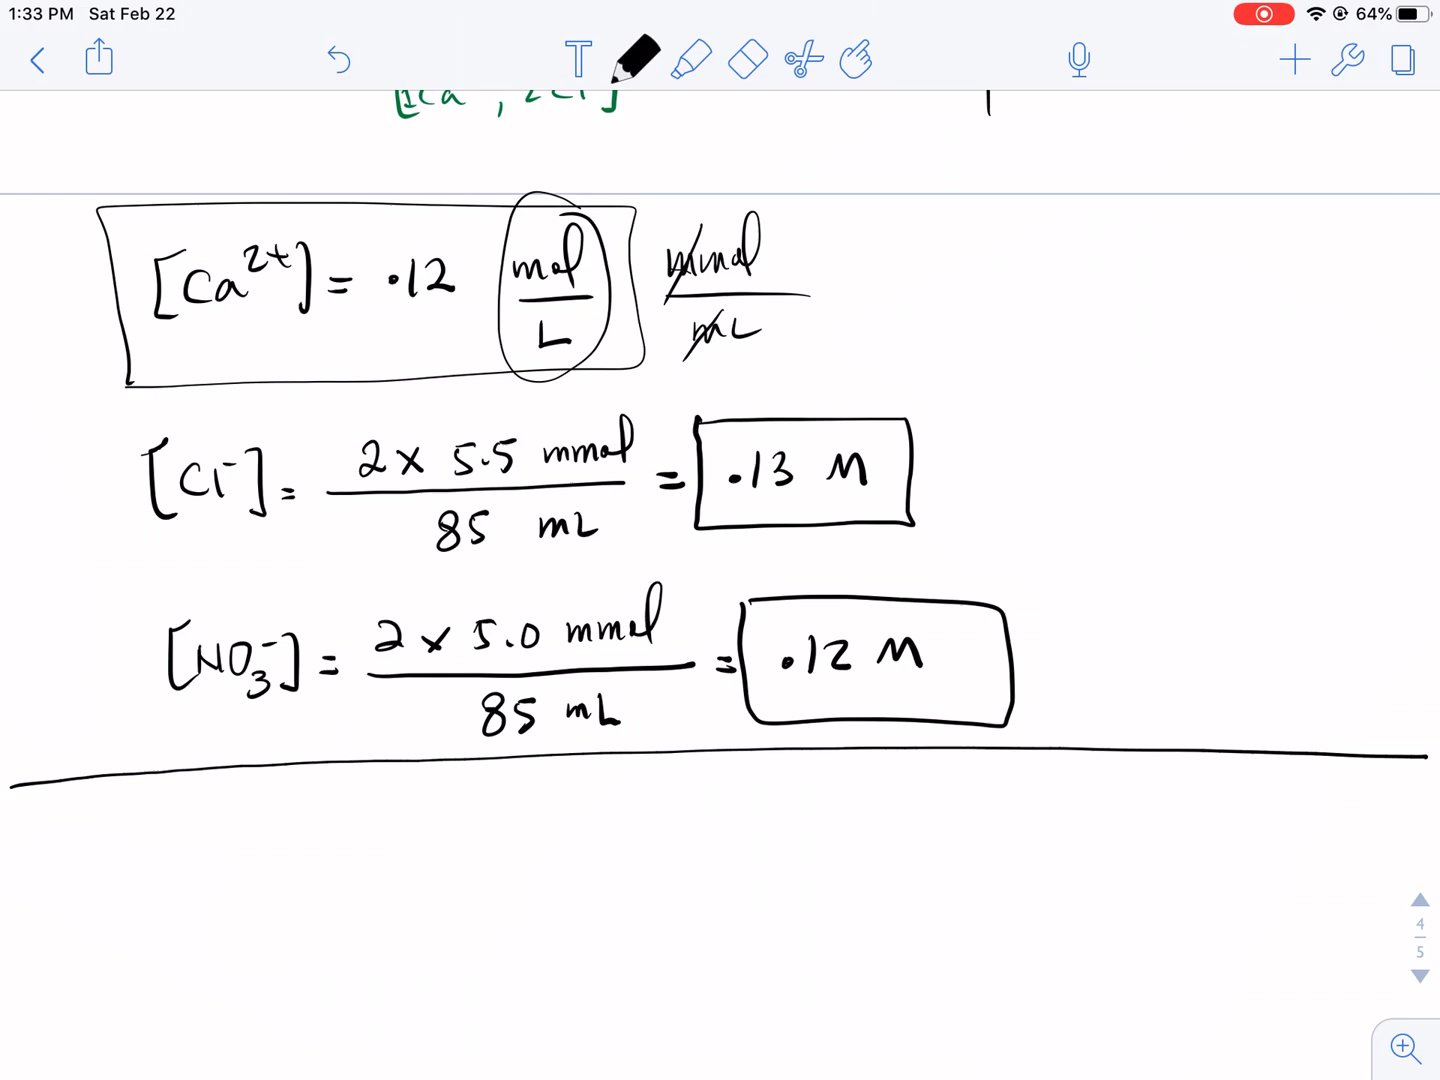 1:33 PM Sat Feb 22 64%
T
[Ca²⁺] = .12 mol/L mmol/mL
[Cl⁻] = 2 x 5.5 mmol / 85 mL = .13 M
[NO₃⁻] = 2 x 5.0 mmol / 85 mL = .12 M
4
5